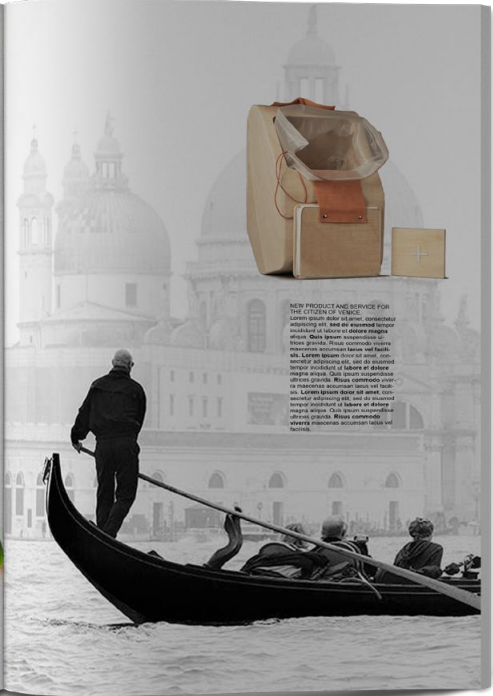 NEW PRODUCT AND SERVICE FOR
THE CITIZEN OF VENICE.
Lorem ipsum dolor sit amet, consectetur
adipiscing elit, sed do eiusmod tempor
incididunt ut labore et dolore magna
aliqua. Quis ipsum suspendisse ul-
trices gravida. Risus commodo viverra
maecenas accumsan lacus vel facili-
sis. Lorem ipsum dolor sit amet, con-
sectetur adipiscing elit, sed do eiusmod
tempor incididunt ut labore et dolore
magna aliqua. Quis ipsum suspendisse
ultrices gravida. Risus commodo viver-
ra maecenas accumsan lacus vel facili-
sis. Lorem ipsum dolor sit amet, con-
sectetur adipiscing elit, sed do eiusmod
tempor incididunt ut labore et dolore
magna aliqua. Quis ipsum suspendisse
ultrices gravida. Risus commodo
viverra maecenas accumsan lacus vel
facilisis.